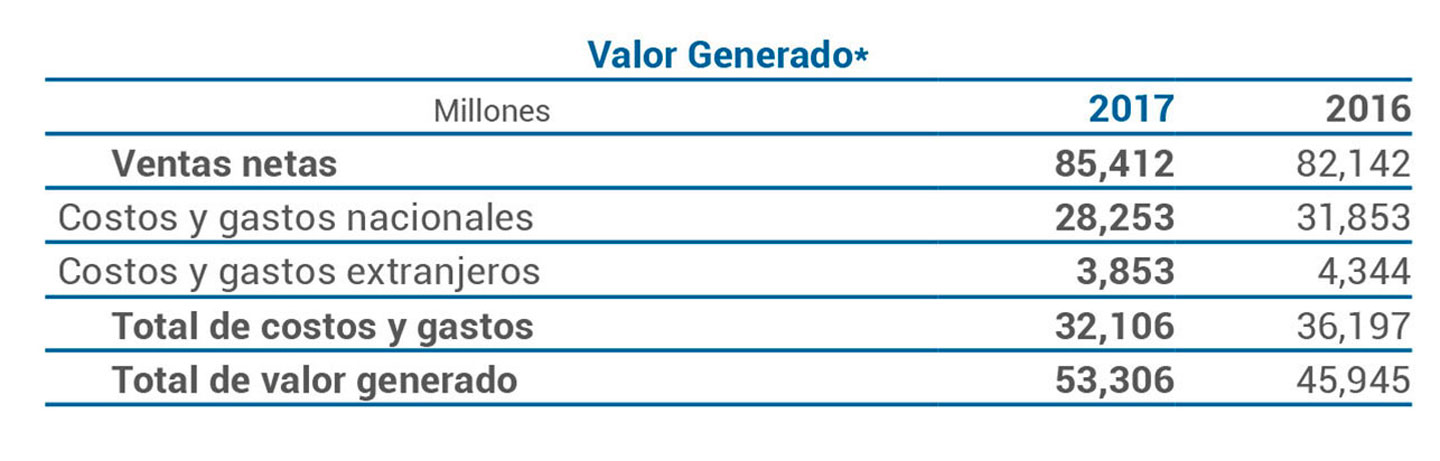 Valor Generado*
Millones 2017 2016
Ventas netas 85,412 82,142
Costos y gastos nacionales 28,253 31,853
Costos y gastos extranjeros 3,853 4,344
Total de costos y gastos 32,106 36,197
Total de valor generado 53,306 45,945